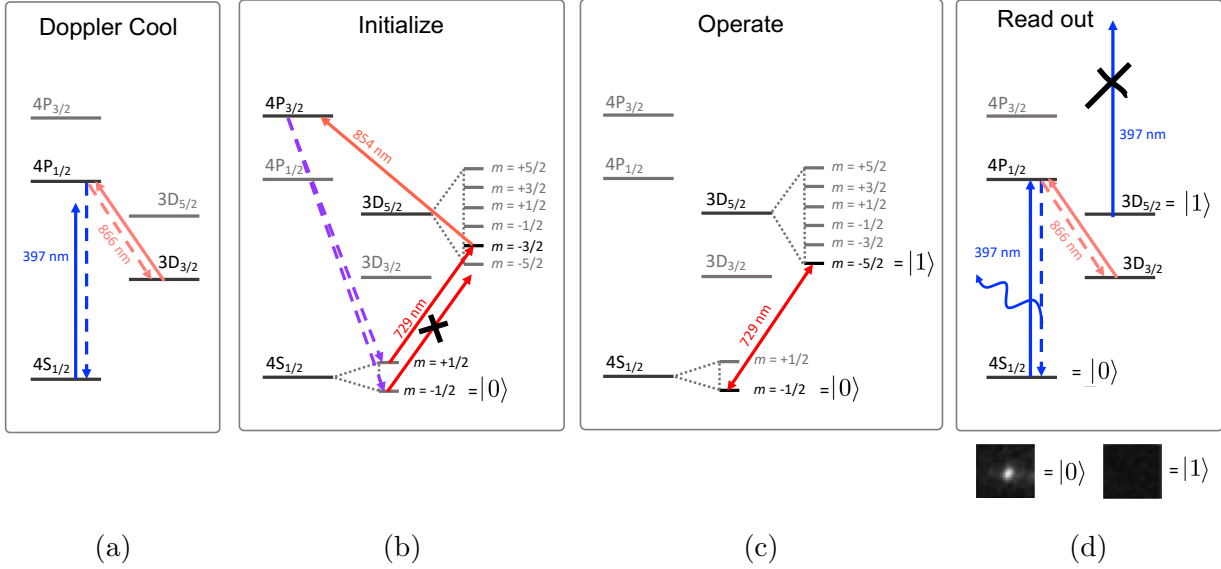 Doppler Cool
4P3/2
4P1/2
3D5/2
866 nm
397 nm
3D3/2
4S1/2
(a)
Initialize
4P3/2
854 nm
4P1/2
m = +5/2
m = +3/2
3D5/2
m = +1/2
m = -1/2
m = -3/2
m = -5/2
3D3/2
729 nm
4S1/2
m = +1/2
m = -1/2 = |0⟩
(b)
Operate
4P3/2
4P1/2
m = +5/2
m = +3/2
3D5/2
m = +1/2
m = -1/2
m = -3/2
m = -5/2 = |1⟩
3D3/2
729 nm
4S1/2
m = +1/2
m = -1/2 = |0⟩
(c)
Read out
4P3/2
397 nm
4P1/2
3D5/2 = |1⟩
866 nm
397 nm
3D3/2
4S1/2
= |0⟩
= |0⟩
= |1⟩
(d)